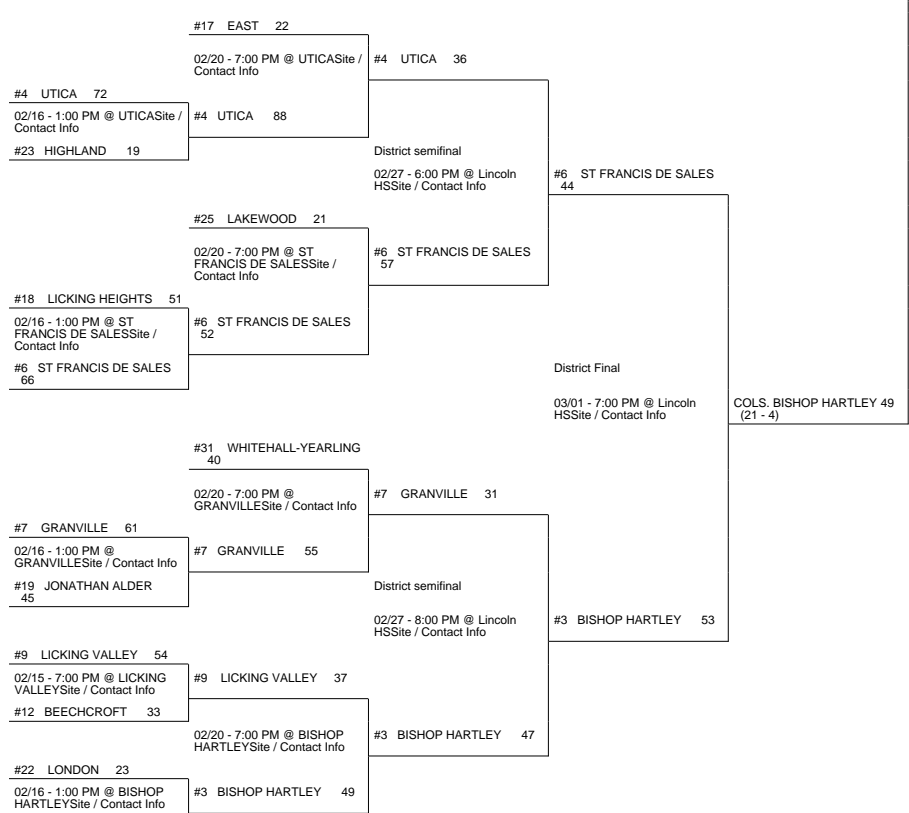 #17 EAST 22
02/20 - 7:00 PM @ UTICASite /
Contact Info
#4 UTICA 36
#4 UTICA 72
02/16 - 1:00 PM @ UTICASite /
Contact Info
#4 UTICA 88
#23 HIGHLAND 19
District semifinal
02/27 - 6:00 PM @ Lincoln
HSSite / Contact Info
#6 ST FRANCIS DE SALES
44
#25 LAKEWOOD 21
02/20 - 7:00 PM @ ST
FRANCIS DE SALESSite /
Contact Info
#6 ST FRANCIS DE SALES
57
#18 LICKING HEIGHTS 51
02/16 - 1:00 PM @ ST
FRANCIS DE SALESSite /
Contact Info
#6 ST FRANCIS DE SALES
52
#6 ST FRANCIS DE SALES
66
District Final
03/01 - 7:00 PM @ Lincoln
HSSite / Contact Info
COLS. BISHOP HARTLEY 49
(21 - 4)
#31 WHITEHALL-YEARLING
40
02/20 - 7:00 PM @
GRANVILLESite / Contact Info
#7 GRANVILLE 31
#7 GRANVILLE 61
02/16 - 1:00 PM @
GRANVILLESite / Contact Info
#7 GRANVILLE 55
#19 JONATHAN ALDER
45
District semifinal
02/27 - 8:00 PM @ Lincoln
HSSite / Contact Info
#3 BISHOP HARTLEY 53
#9 LICKING VALLEY 54
02/15 - 7:00 PM @ LICKING
VALLEYSite / Contact Info
#9 LICKING VALLEY 37
#12 BEECHCROFT 33
02/20 - 7:00 PM @ BISHOP
HARTLEYSite / Contact Info
#3 BISHOP HARTLEY 47
#22 LONDON 23
02/16 - 1:00 PM @ BISHOP
HARTLEYSite / Contact Info
#3 BISHOP HARTLEY 49